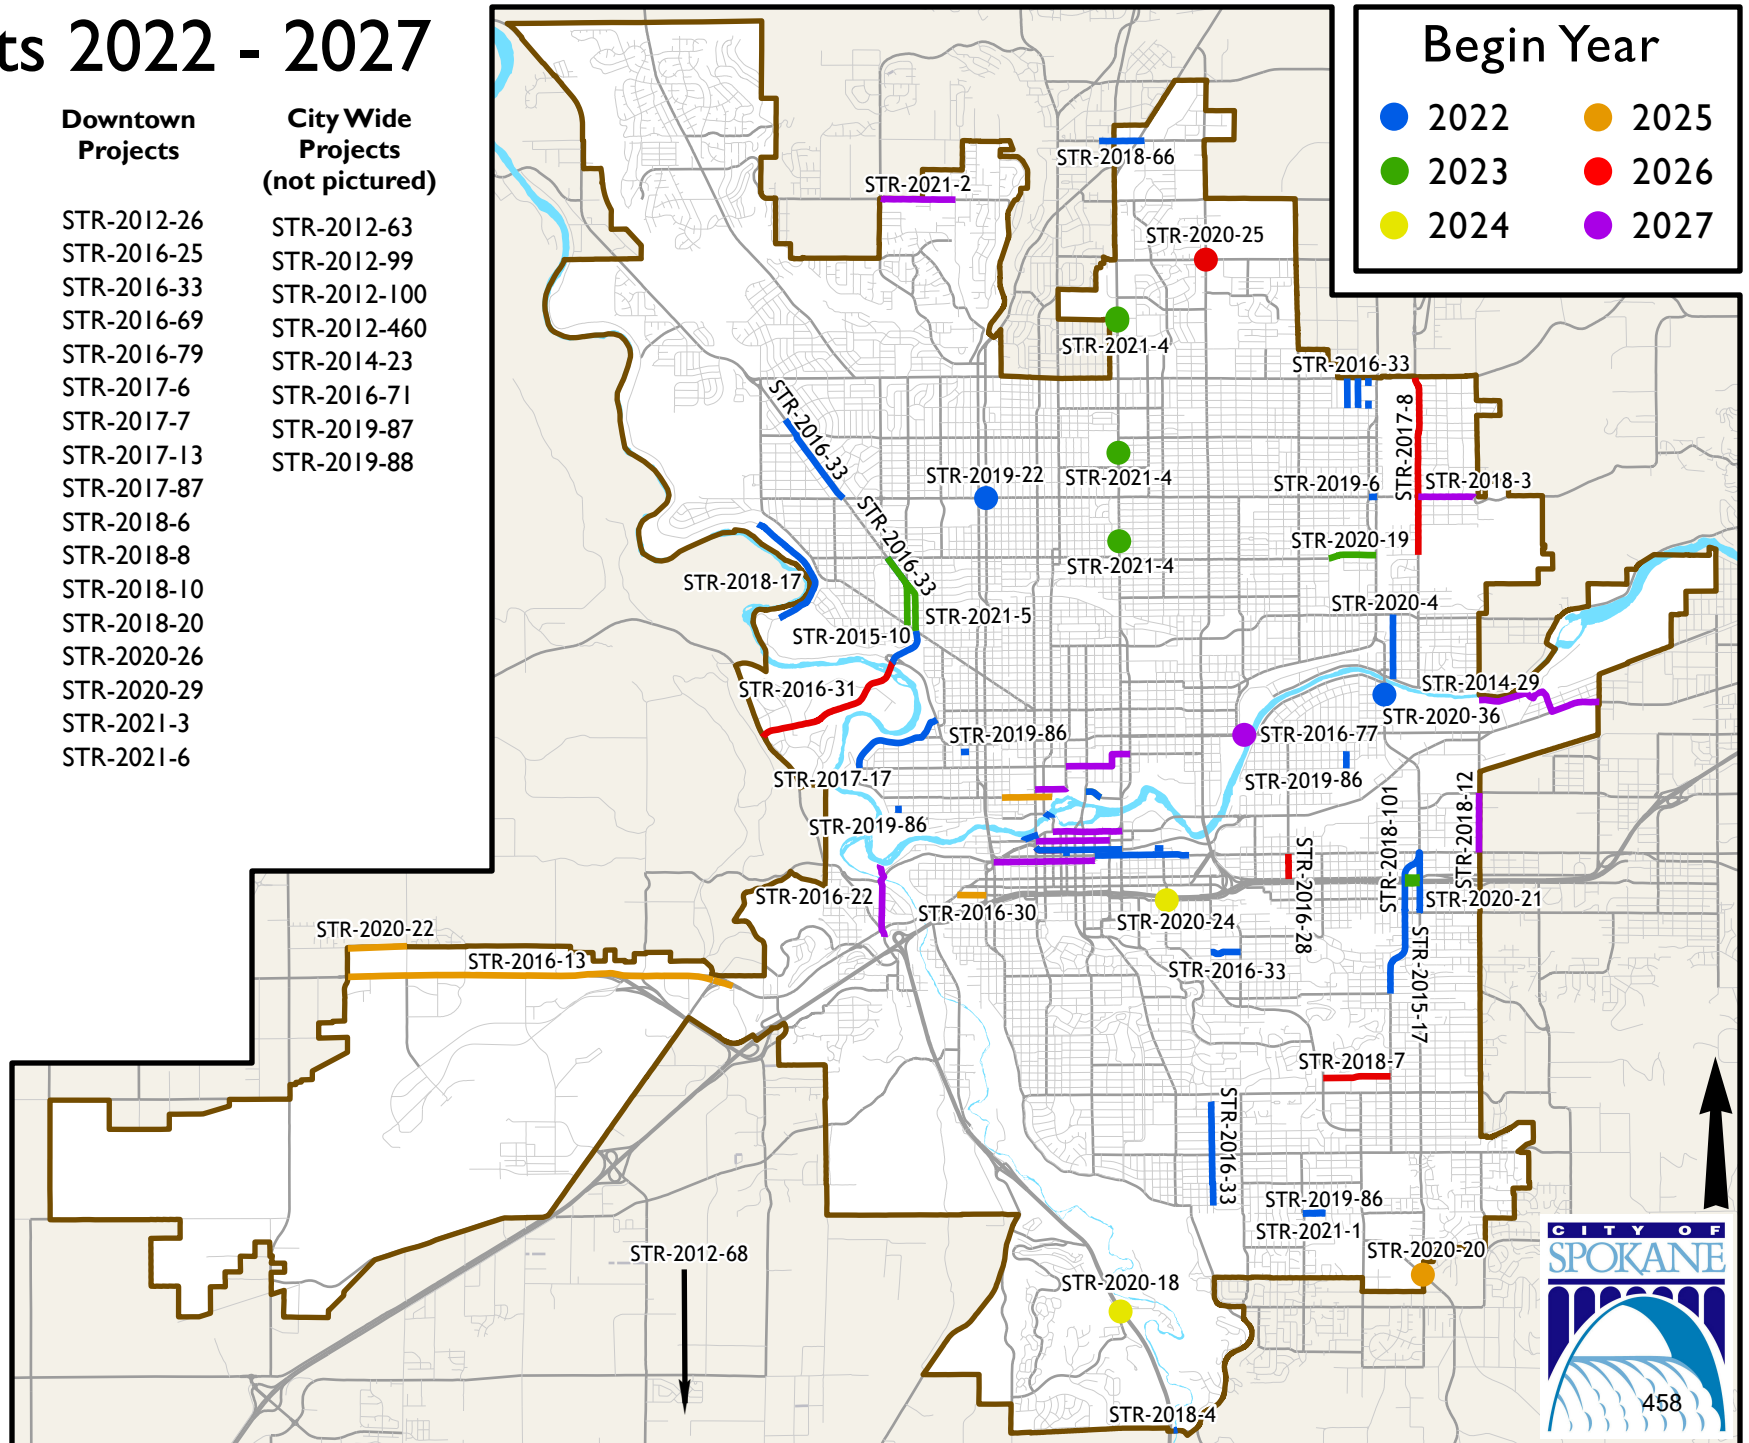 ts 2022 - 2027
Downtown
Projects
STR-2012-26
STR-2016-25
STR-2016-33
STR-2016-69
STR-2016-79
STR-2017-6
STR-2017-7
STR-2017-13
STR-2017-87
STR-2018-6
STR-2018-8
STR-2018-10
STR-2018-20
STR-2020-26
STR-2020-29
STR-2021-3
STR-2021-6
City Wide
Projects
(not pictured)
STR-2012-63
STR-2012-99
STR-2012-100
STR-2012-460
STR-2014-23
STR-2016-71
STR-2019-87
STR-2019-88
Begin Year
2022
2023
2024
2025
2026
2027
STR-2018-66
STR-2021-2
STR-2020-25
STR-2021-4
STR-2016-33
STR-2016-33
STR-2017-8
STR-2019-22
STR-2021-4
STR-2019-6
STR-2018-3
STR-2016-33
STR-2020-19
STR-2021-4
STR-2018-17
STR-2020-4
STR-2021-5
STR-2015-10
STR-2016-31
STR-2014-29
STR-2020-36
STR-2019-86
STR-2016-77
STR-2017-17
STR-2019-86
STR-2018-12
STR-2018-101
STR-2019-86
STR-2016-28
STR-2016-22
STR-2016-30
STR-2020-24
STR-2020-21
STR-2020-22
STR-2016-13
STR-2016-33
STR-2015-17
STR-2018-7
STR-2016-33
STR-2019-86
STR-2021-1
STR-2020-20
STR-2012-68
STR-2020-18
STR-2018-4
CITY OF
SPOKANE
458